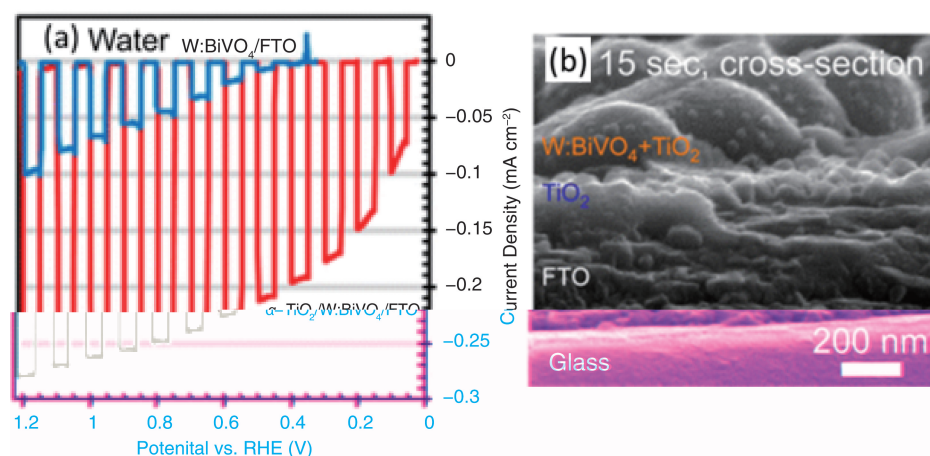 (a) Water
W:BiVO₄/FTO
0
−0.05
−0.1
−0.15
−0.2
−0.25
−0.3
α−TiO₂/W:BiVO₄/FTO
1.2 1 0.8 0.6 0.4 0.2 0
Potenital vs. RHE (V)
Current Density (mA cm⁻²)
(b) 15 sec, cross-section
W:BiVO₄+TiO₂
TiO₂
FTO
Glass
200 nm